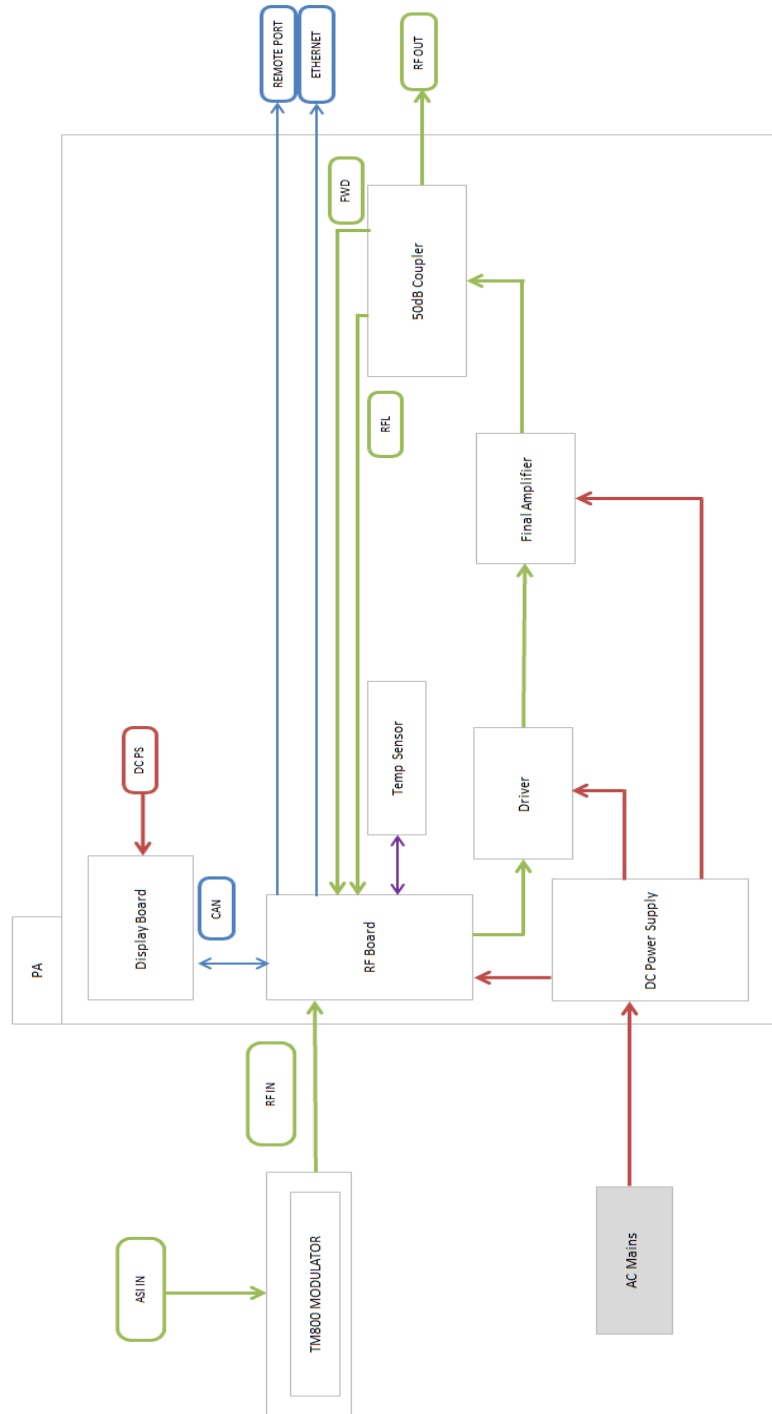 PA
REMOTE PORT
ETHERNET
DC PS
Display Board
CAN
FWD
RF OUT
50dB Coupler
RFL
Temp Sensor
RF Board
Final Amplifier
Driver
DC Power Supply
RF IN
ASI IN
TM800 MODULATOR
AC Mains